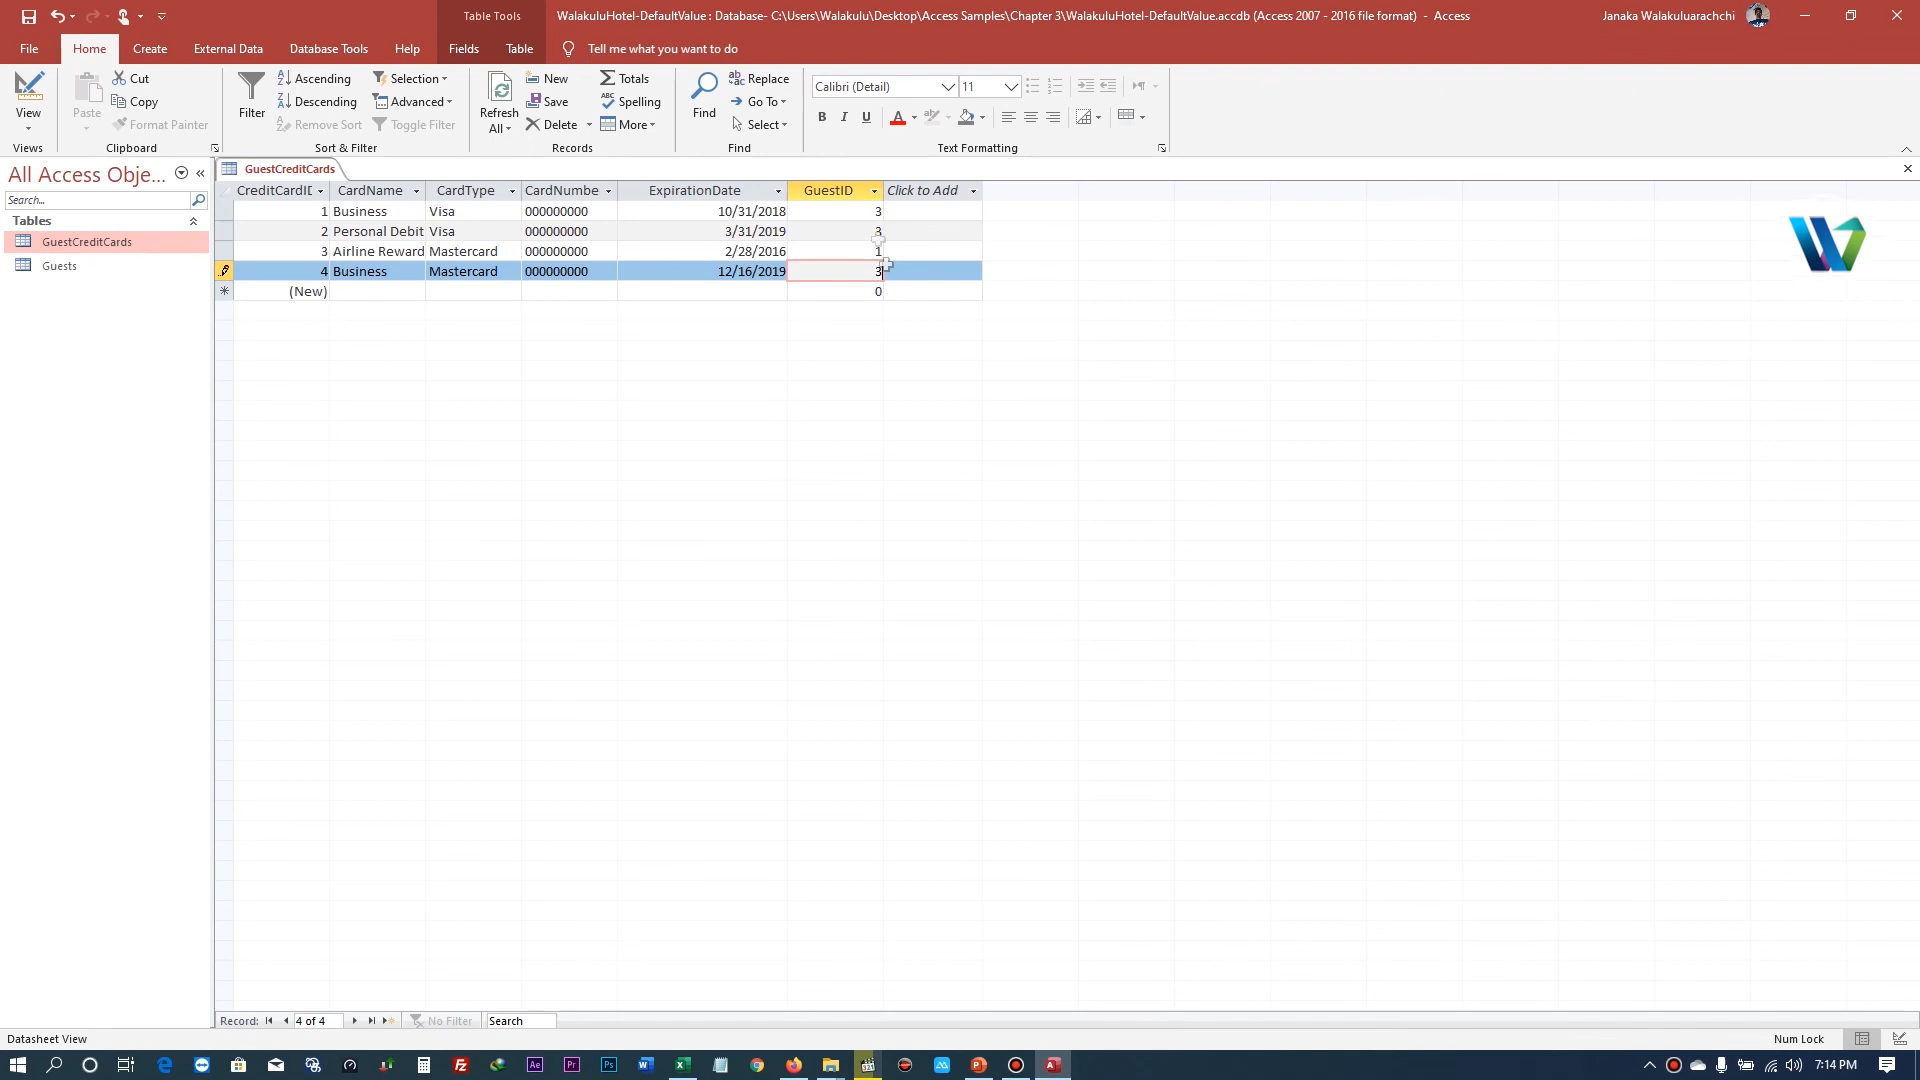 Table Tools
WalakuluHotel-DefaultValue : Database- C:\Users\Walakulu\Desktop\Access Samples\Chapter 3\WalakuluHotel-DefaultValue.accdb (Access 2007 - 2016 file format) - Access
Janaka Walakuluarachchi
File Home Create External Data Database Tools Help Fields Table Tell me what you want to do
View
Views
Paste
Cut
Copy
Format Painter
Clipboard
Filter
Ascending
Descending
Remove Sort
Selection
Advanced
Toggle Filter
Sort & Filter
Refresh
All
New
Save
Delete
Totals
Spelling
More
Records
Find
Replace
Go To
Select
Find
Calibri (Detail) 11
B I U A
Text Formatting
All Access Obje...
Search...
Tables
GuestCreditCards
Guests
GuestCreditCards
CreditCardID CardName CardType CardNumbe ExpirationDate GuestID Click to Add
1 Business Visa 000000000 10/31/2018 3
2 Personal Debit Visa 000000000 3/31/2019 3
3 Airline Reward Mastercard 000000000 2/28/2016 1
4 Business Mastercard 000000000 12/16/2019 3
(New) 0
Record: 4 of 4 No Filter Search
Datasheet View
Num Lock
7:14 PM